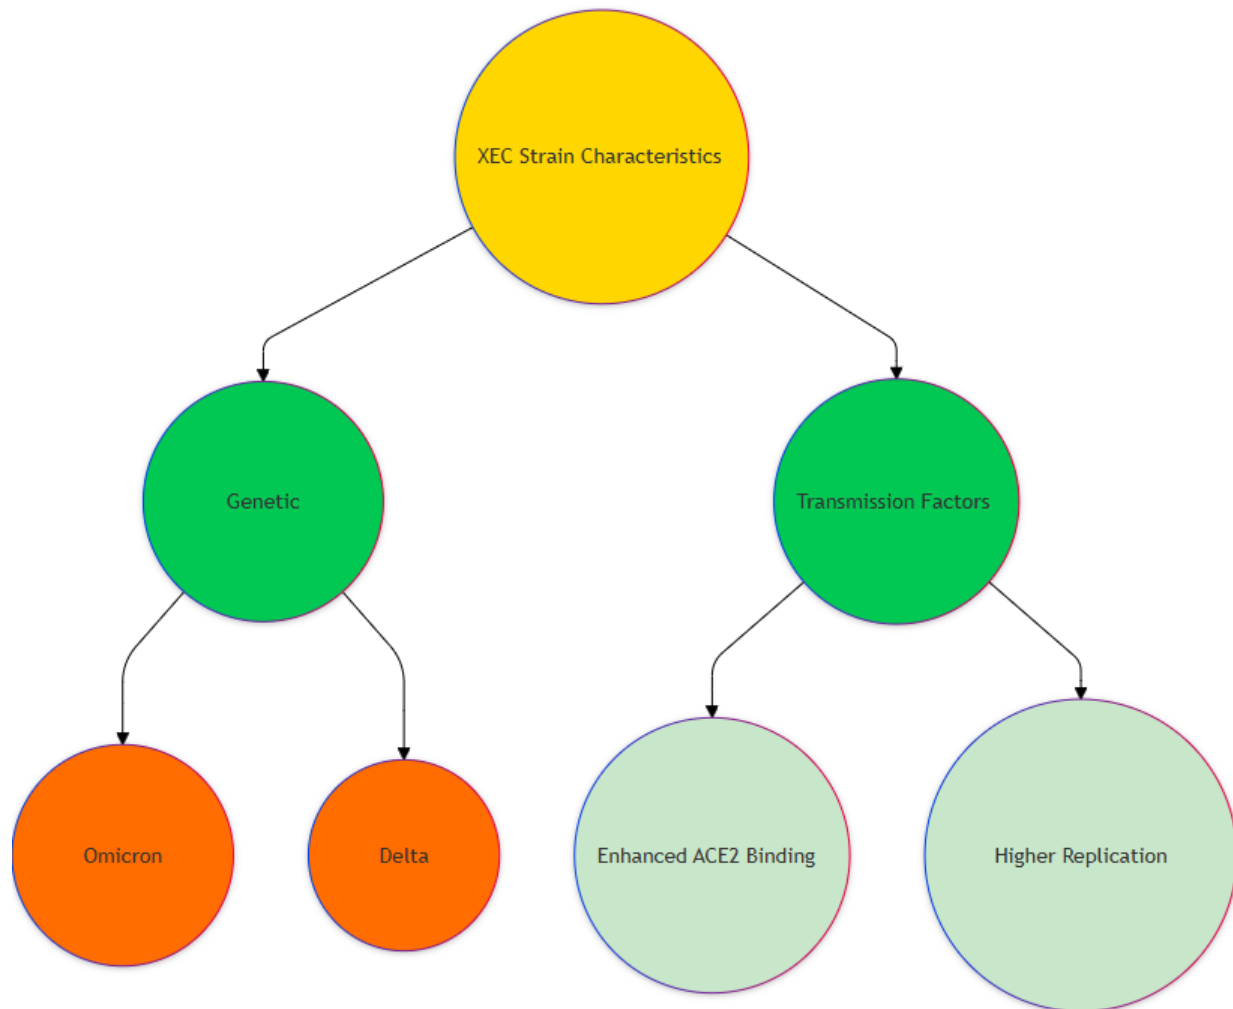 XEC Strain Characteristics
Genetic
Transmission Factors
Omicron
Delta
Enhanced ACE2 Binding
Higher Replication